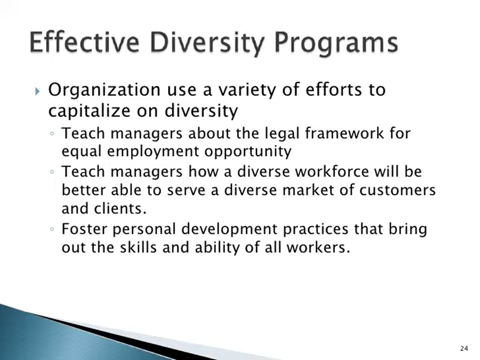 Effective Diversity Programs
Organization use a variety of efforts to
capitalize on diversity
Teach managers about the legal framework for
equal employment opportunity
Teach managers how a diverse workforce will be
better able to serve a diverse market of customers
and clients.
Foster personal development practices that bring
out the skills and ability of all workers.
24